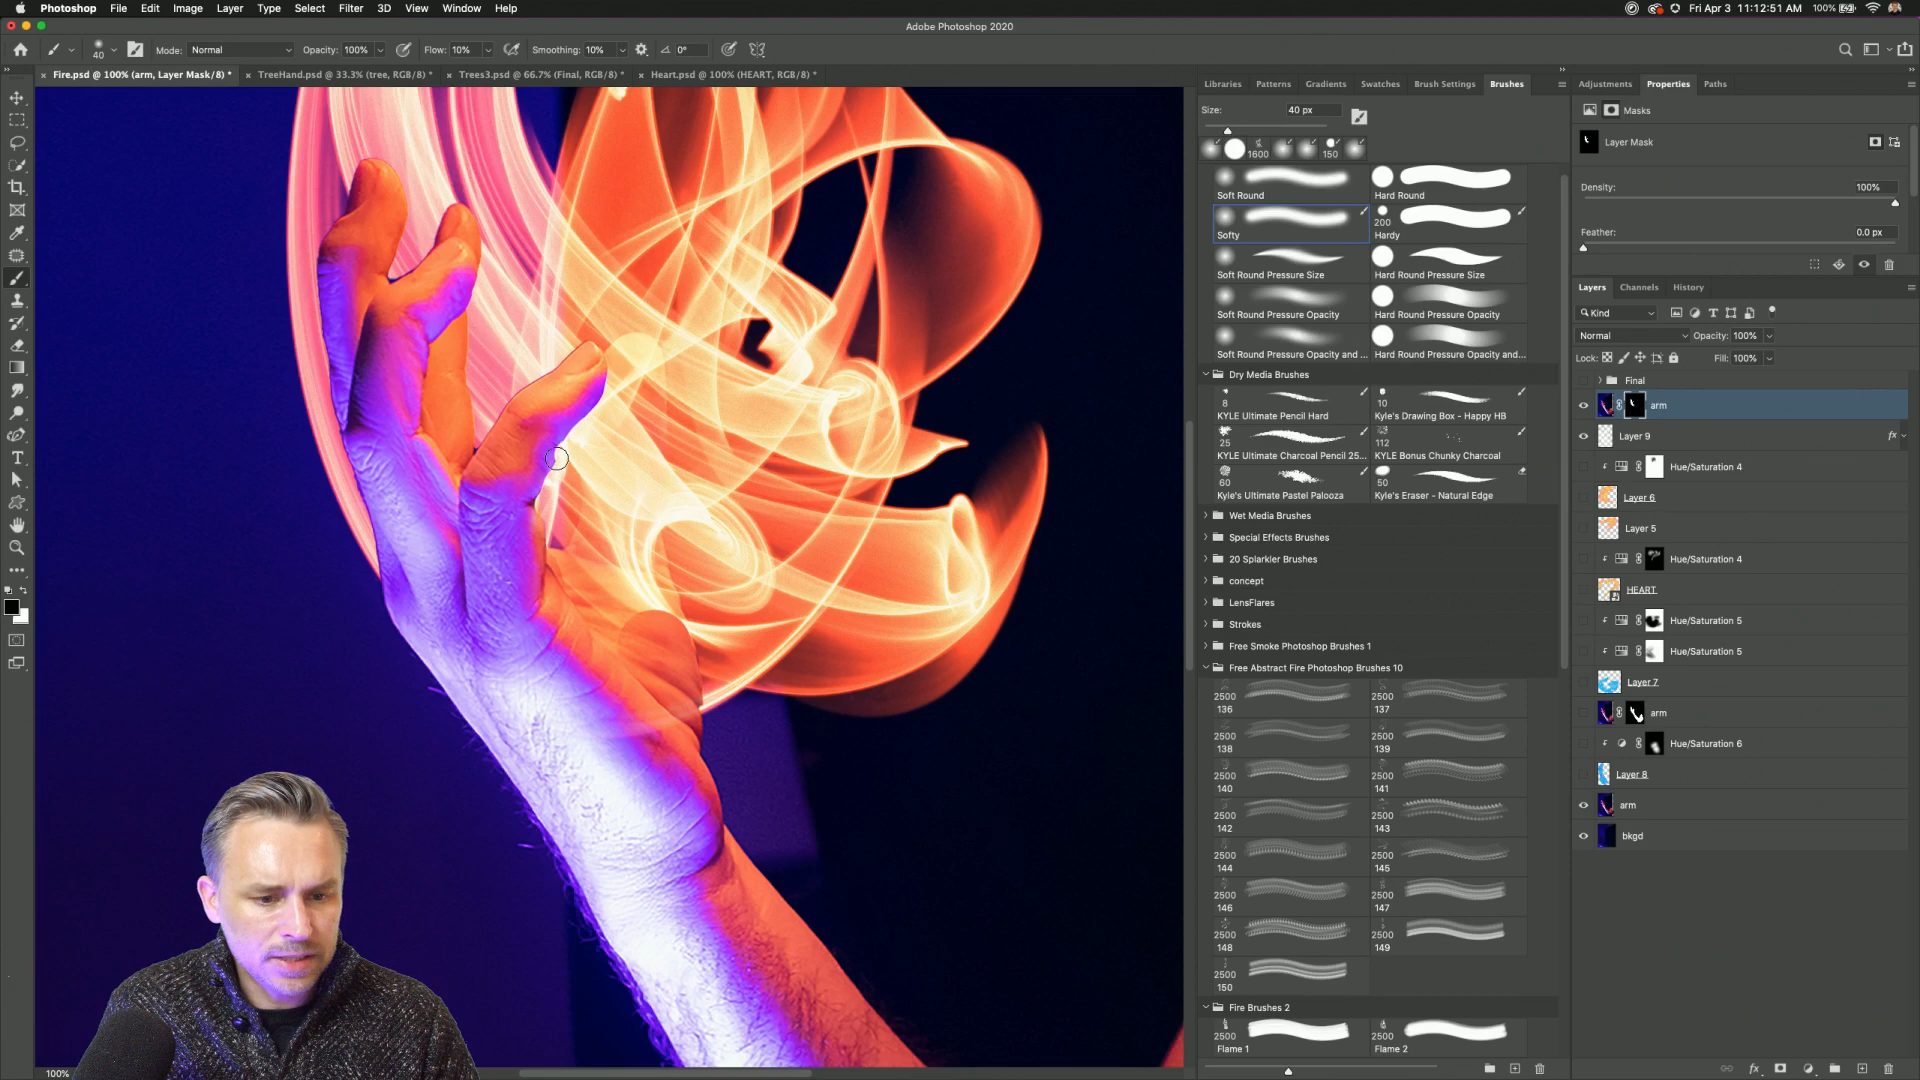 Photoshop File Edit Image Layer Type Select Filter 3D View Window Help
100% Fri Apr 3 11:12:51 AM
Adobe Photoshop 2020
40 Mode: Normal Opacity: 100% Flow: 10% Smoothing: 10% 0°
Fire.psd @ 100% (arm, Layer Mask/8) * TreeHand.psd @ 33.3% (tree, RGB/8) * Trees3.psd @ 66.7% (Final, RGB/8) * Heart.psd @ 100% (HEART, RGB/8) *
Libraries Patterns Gradients Swatches Brush Settings Brushes
Size: 40 px
1600 150
Soft Round Hard Round
200
Softy Hardy
Soft Round Pressure Size Hard Round Pressure Size
Soft Round Pressure Opacity Hard Round Pressure Opacity
Soft Round Pressure Opacity and ... Hard Round Pressure Opacity and...
Dry Media Brushes
8 10
KYLE Ultimate Pencil Hard Kyle's Drawing Box - Happy HB
25 112
KYLE Ultimate Charcoal Pencil 25... KYLE Bonus Chunky Charcoal
60 50
Kyle's Ultimate Pastel Palooza Kyle's Eraser - Natural Edge
Wet Media Brushes
Special Effects Brushes
20 Splarkler Brushes
concept
LensFlares
Strokes
Free Smoke Photoshop Brushes 1
Free Abstract Fire Photoshop Brushes 10
2500 2500
136 137
2500 2500
138 139
2500 2500
140 141
2500 2500
142 143
2500 2500
144 145
2500 2500
146 147
2500 2500
148 149
2500
150
Fire Brushes 2
2500 2500
Flame 1 Flame 2
Adjustments Properties Paths
Masks
Layer Mask
Density: 100%
Feather: 0.0 px
Layers Channels History
Kind
Normal Opacity: 100%
Lock: Fill: 100%
Final
arm
Layer 9 fx
Hue/Saturation 4
Layer 6
Layer 5
Hue/Saturation 4
HEART
Hue/Saturation 5
Hue/Saturation 5
Layer 7
arm
Hue/Saturation 6
Layer 8
arm
bkgd
fx
100%